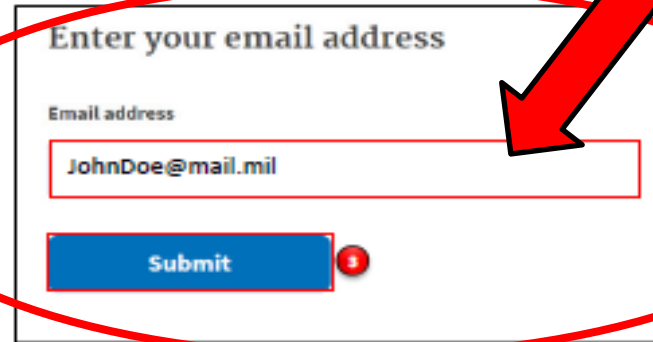 Enter your email address
Email address
JohnDoe@mail.mil
Submit
3